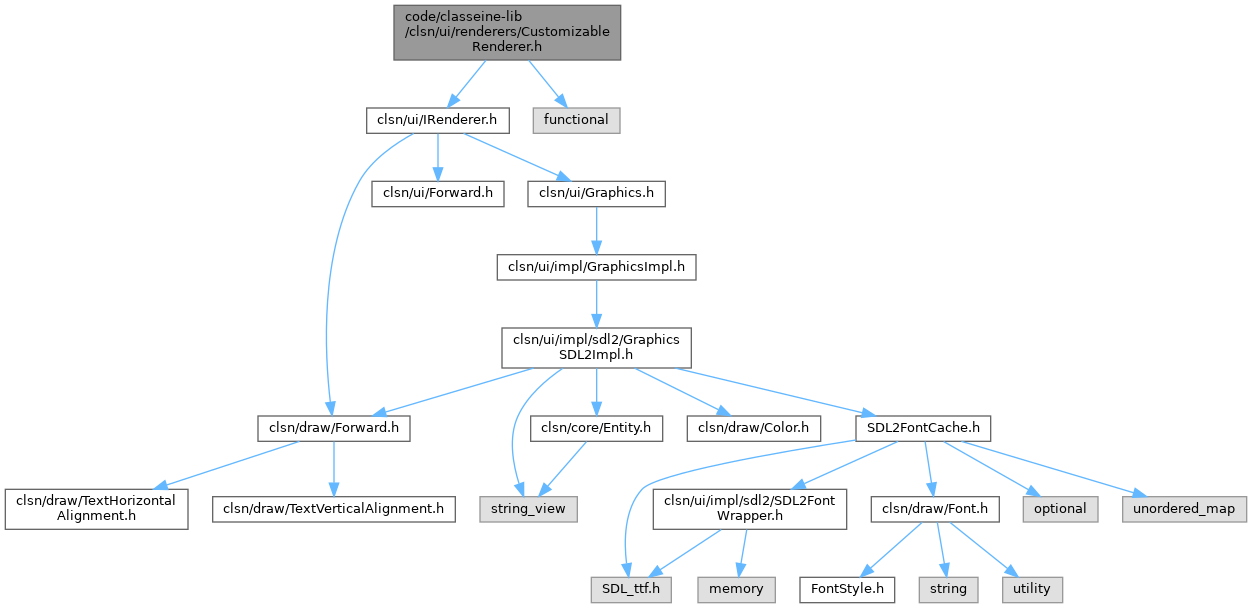 code/classeine-lib
/clsn/ui/renderers/Customizable
Renderer.h
clsn/ui/IRenderer.h
functional
clsn/ui/Forward.h
clsn/ui/Graphics.h
clsn/ui/impl/GraphicsImpl.h
clsn/ui/impl/sdl2/Graphics
SDL2Impl.h
clsn/draw/Forward.h
clsn/core/Entity.h
clsn/draw/Color.h
SDL2FontCache.h
clsn/draw/TextHorizontal
Alignment.h
clsn/draw/TextVerticalAlignment.h
string_view
clsn/ui/impl/sdl2/SDL2Font
Wrapper.h
clsn/draw/Font.h
optional
unordered_map
SDL_ttf.h
memory
FontStyle.h
string
utility